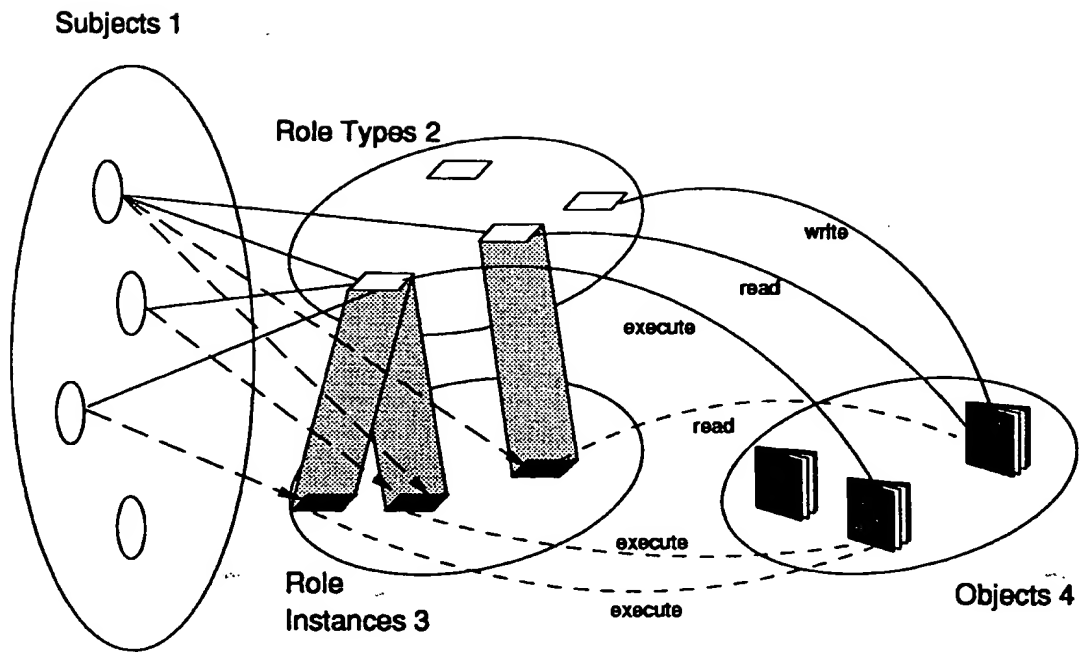 Subjects 1
Role Types 2
write
read
execute
read
execute
Role
Instances 3
execute
Objects 4